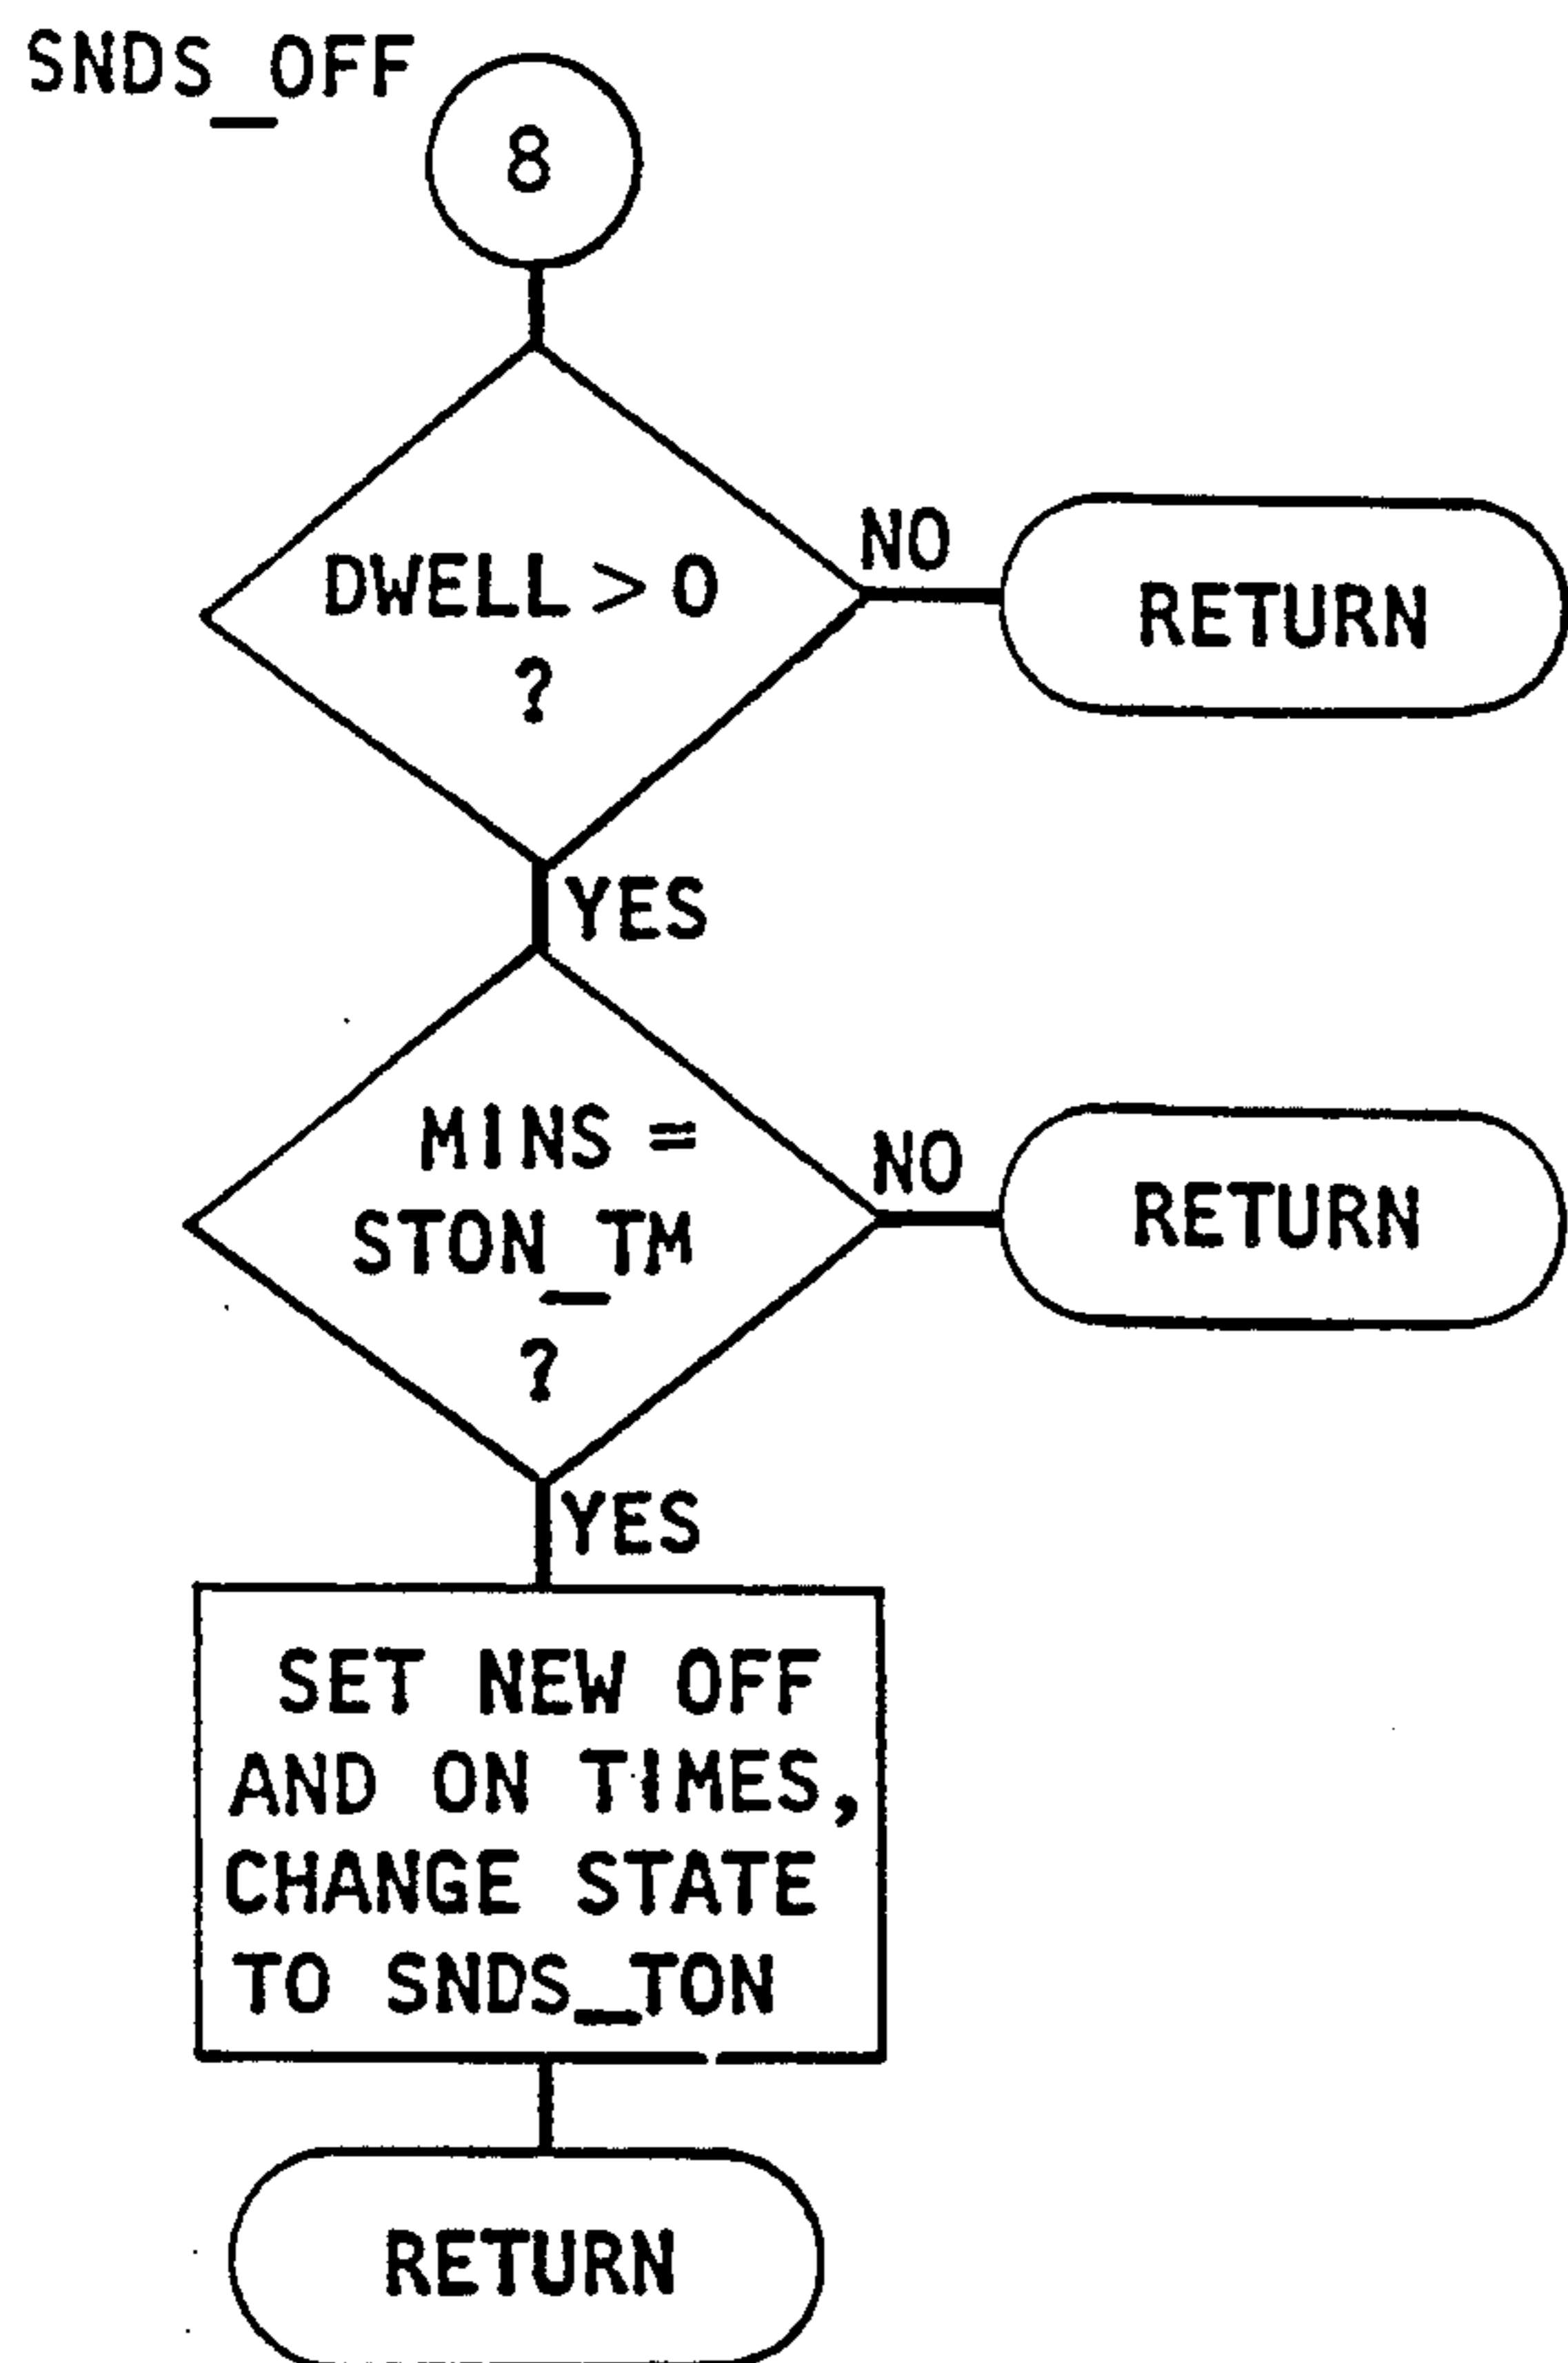 SNDS_OFF
8
DWELL > 0
?
NO
RETURN
YES
MINS =
STON_TM
?
NO
RETURN
YES
SET NEW OFF
AND ON TIMES,
CHANGE STATE
TO SNDS_TON
RETURN